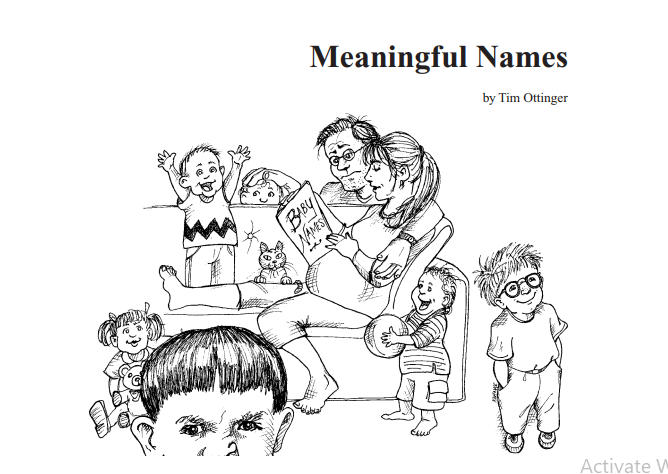 Meaningful Names
by Tim Ottinger
BABY
NAMES
Activate W